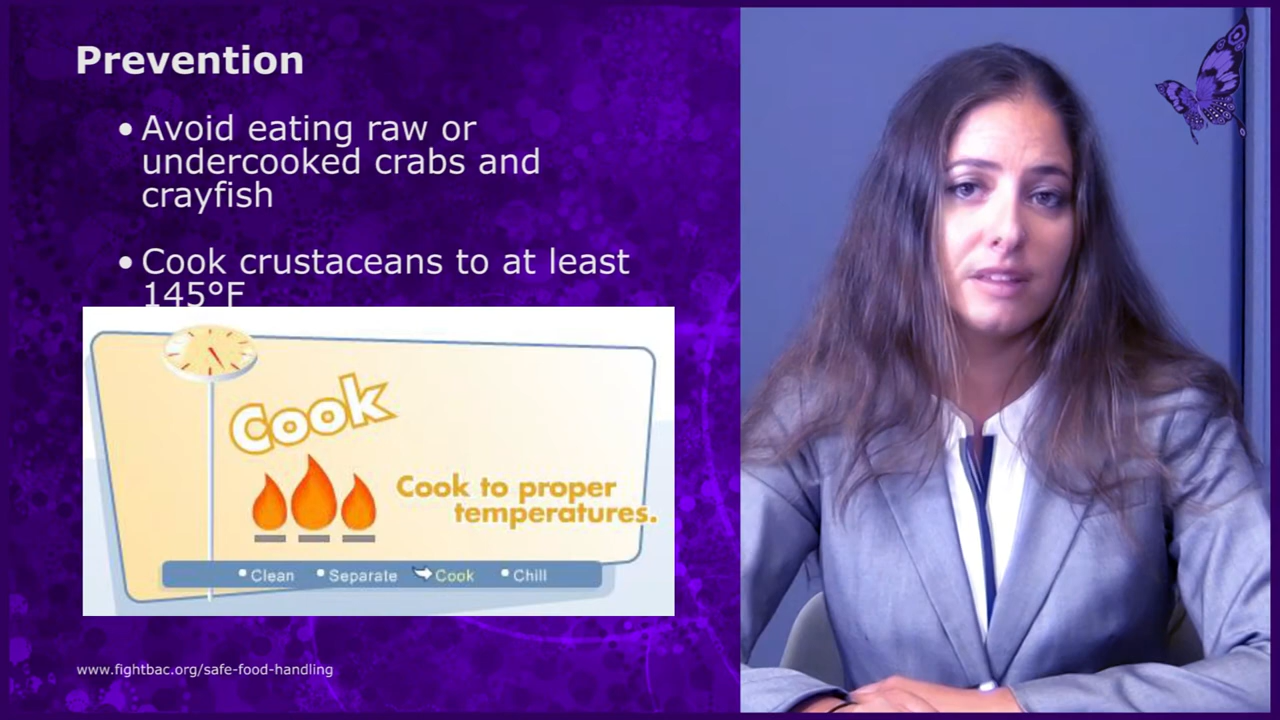 Prevention
• Avoid eating raw or
undercooked crabs and
crayfish
• Cook crustaceans to at least
145°F
Cook
Cook to proper
temperatures.
• Clean • Separate Cook • Chill
www.fightbac.org/safe-food-handling